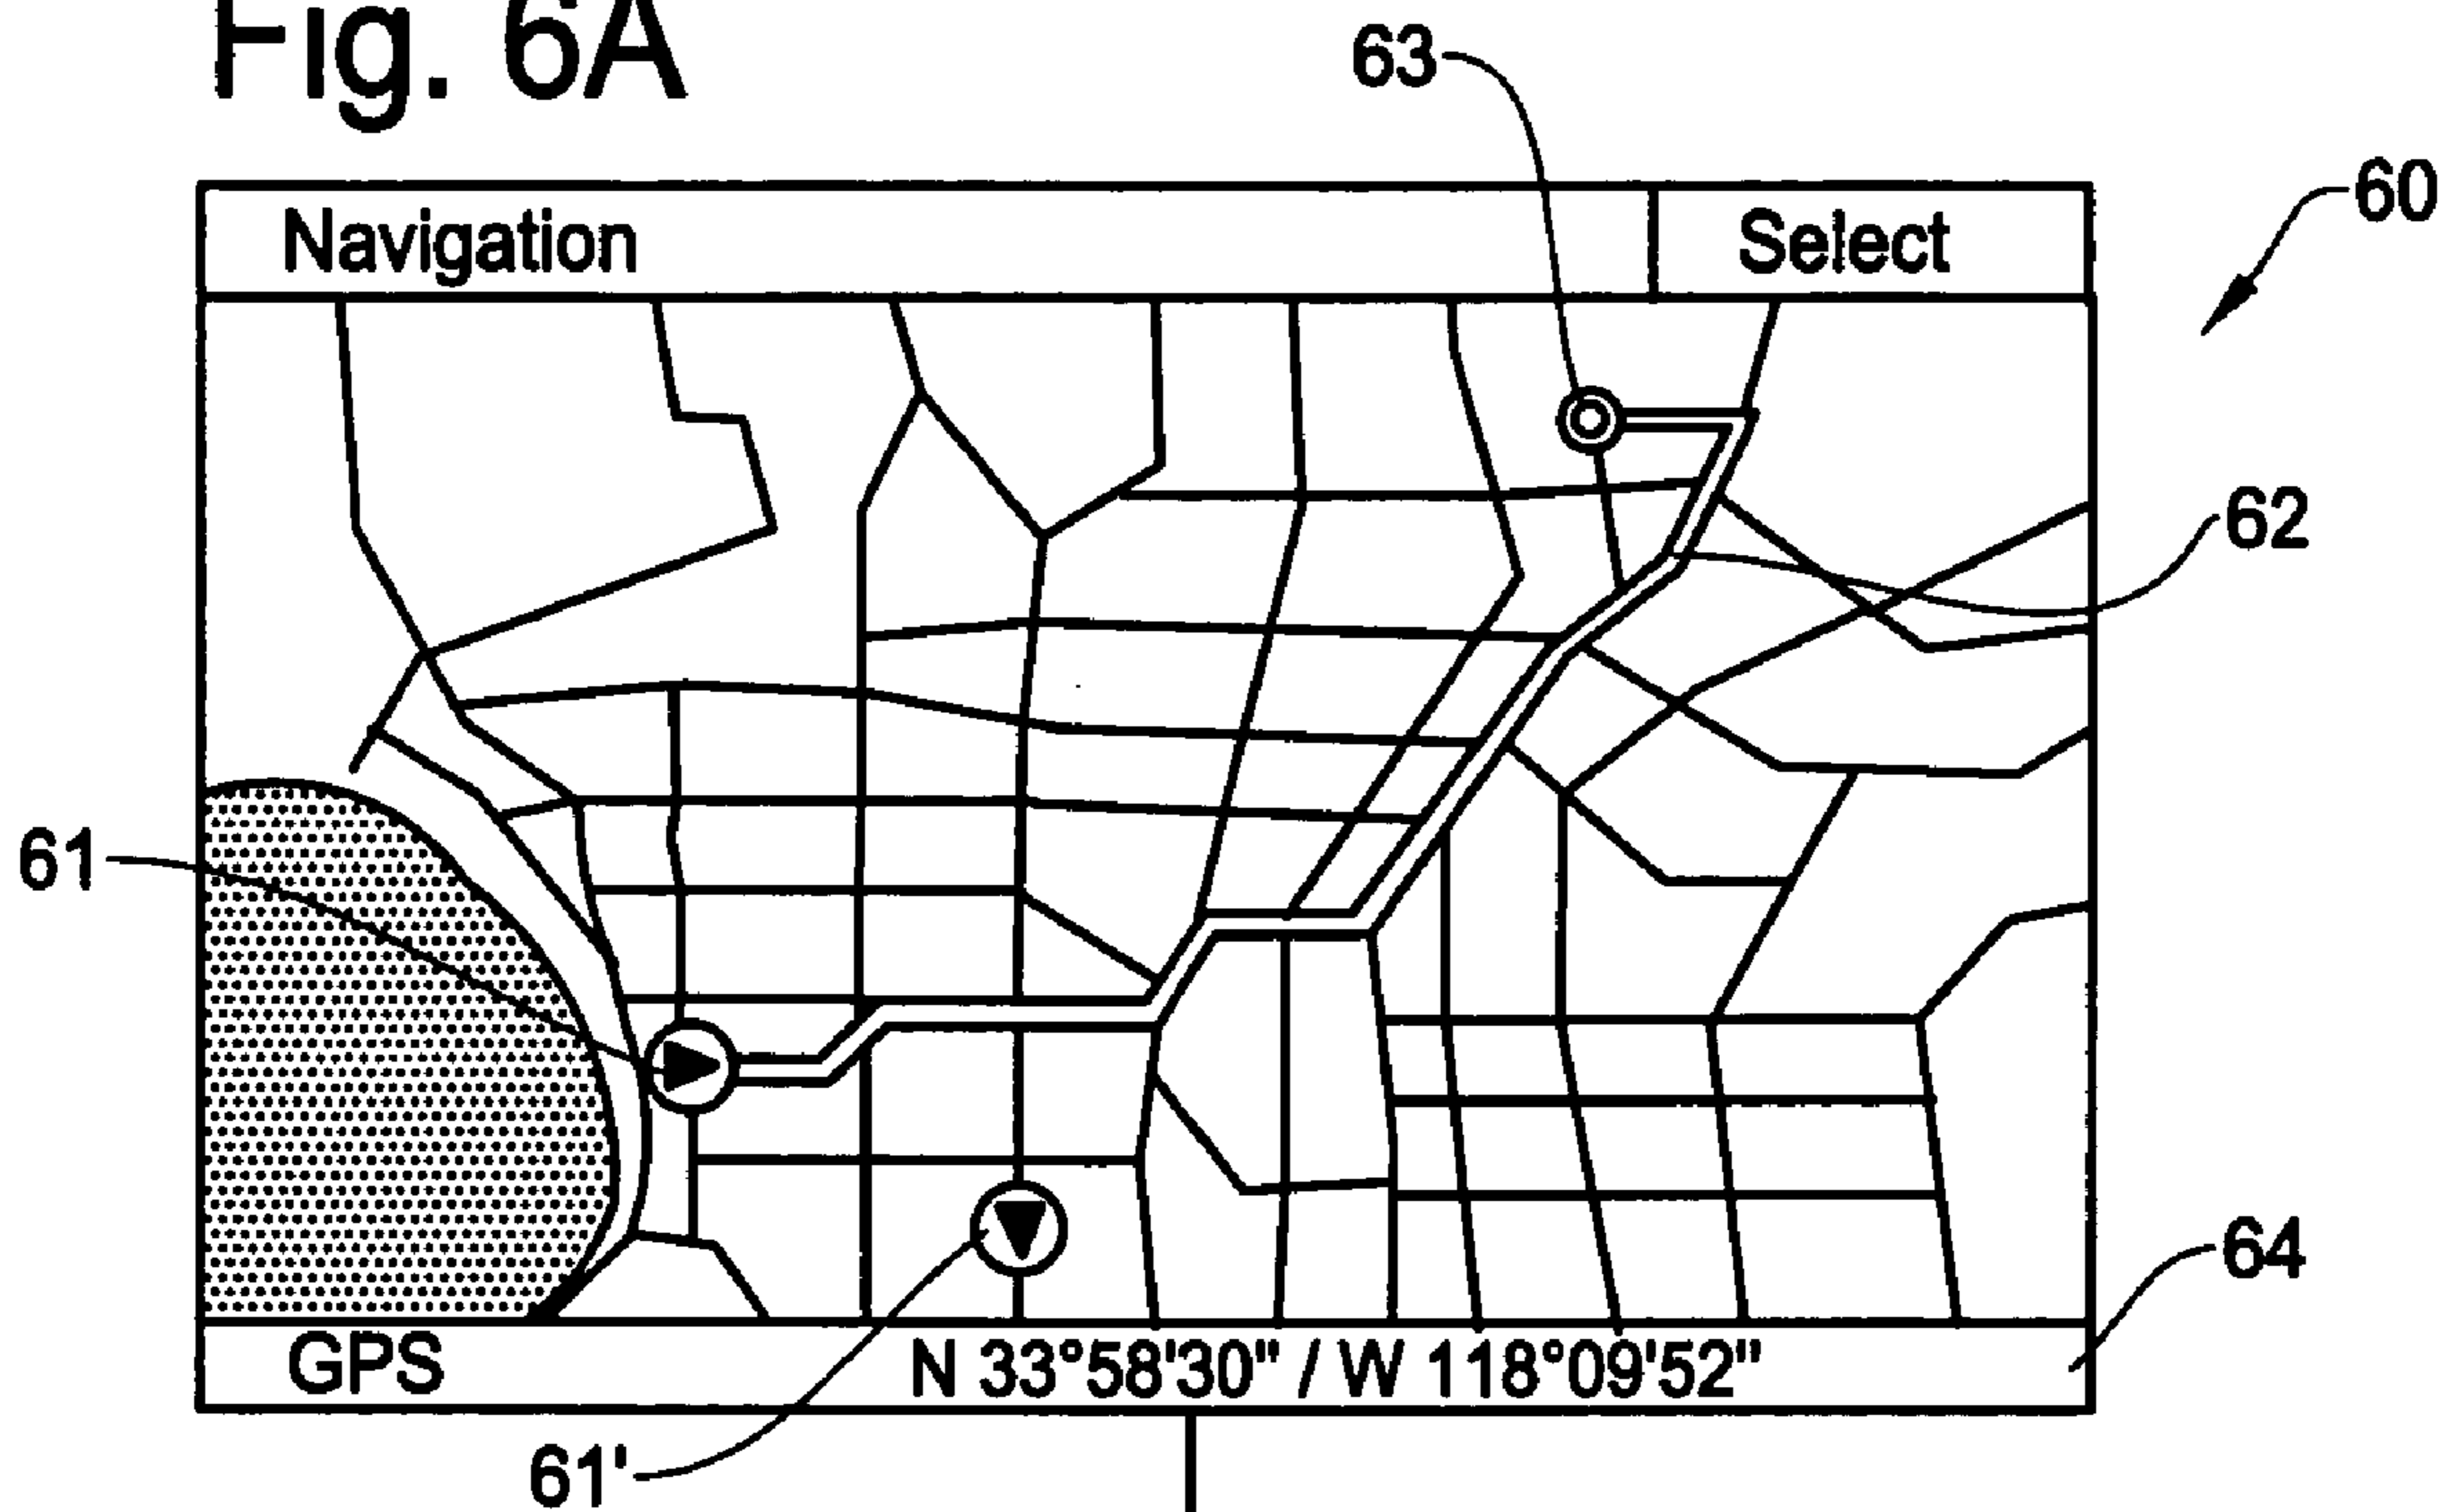 Fig. 6A
63
60
Navigation
Select
62
61
64
GPS
N 33°58'30" / W 118°09'52"
61'